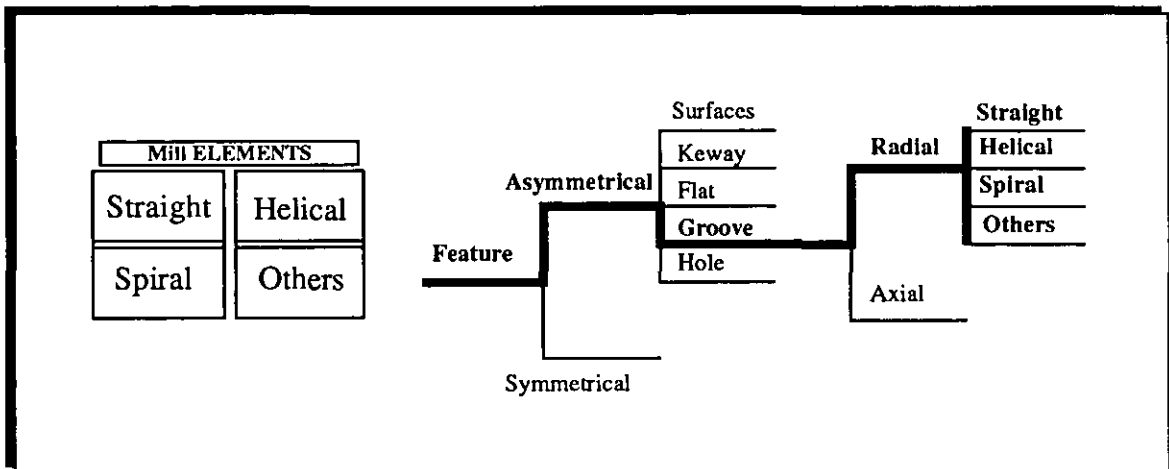 Mill ELEMENTS
Straight
Helical
Spiral
Others
Feature
Asymmetrical
Symmetrical
Surfaces
Keway
Flat
Groove
Hole
Radial
Axial
Straight
Helical
Spiral
Others